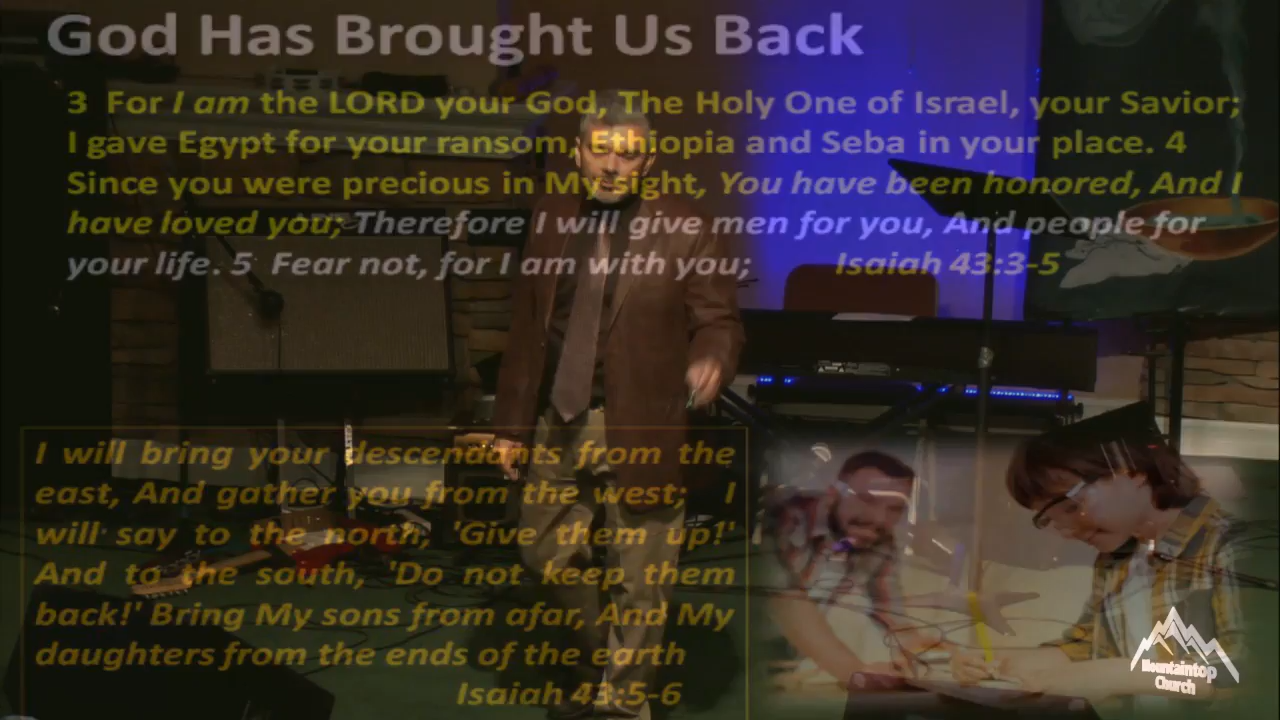 God Has Brought Us Back
3 For I am the LORD your God, The Holy One of Israel, your Savior;
I gave Egypt for your ransom, Ethiopia and Seba in your place. 4
Since you were precious in My sight, You have been honored, And I
have loved you; Therefore I will give men for you, And people for
your life. 5 Fear not, for I am with you; Isaiah 43:3-5
I will bring your descendants from the
east, And gather you from the west; I
will say to the north, 'Give them up!'
And to the south, 'Do not keep them
back!' Bring My sons from afar, And My
daughters from the ends of the earth
Isaiah 43:5-6
Mountaintop
Church